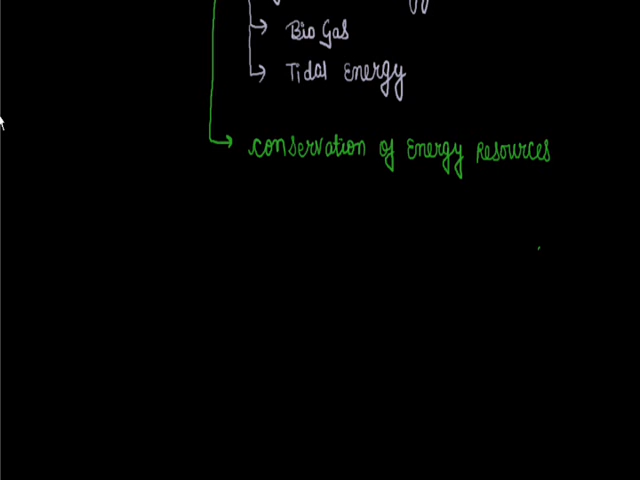 Bio Gas
Tidal Energy
conservation of Energy Resources